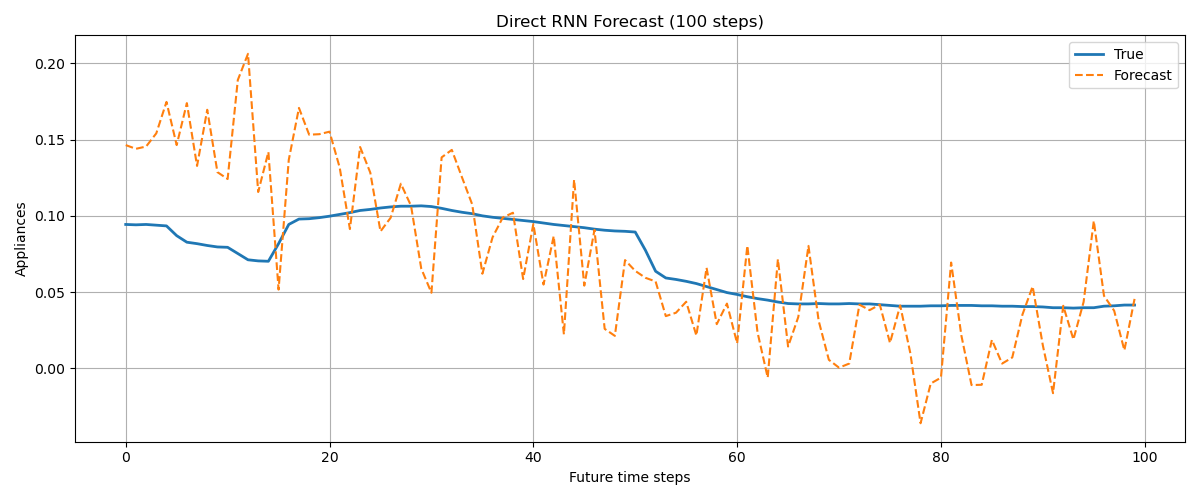 Direct RNN Forecast (100 steps)
True
Forecast
Appliances
0.20
0.15
0.10
0.05
0.00
0 20 40 60 80 100
Future time steps